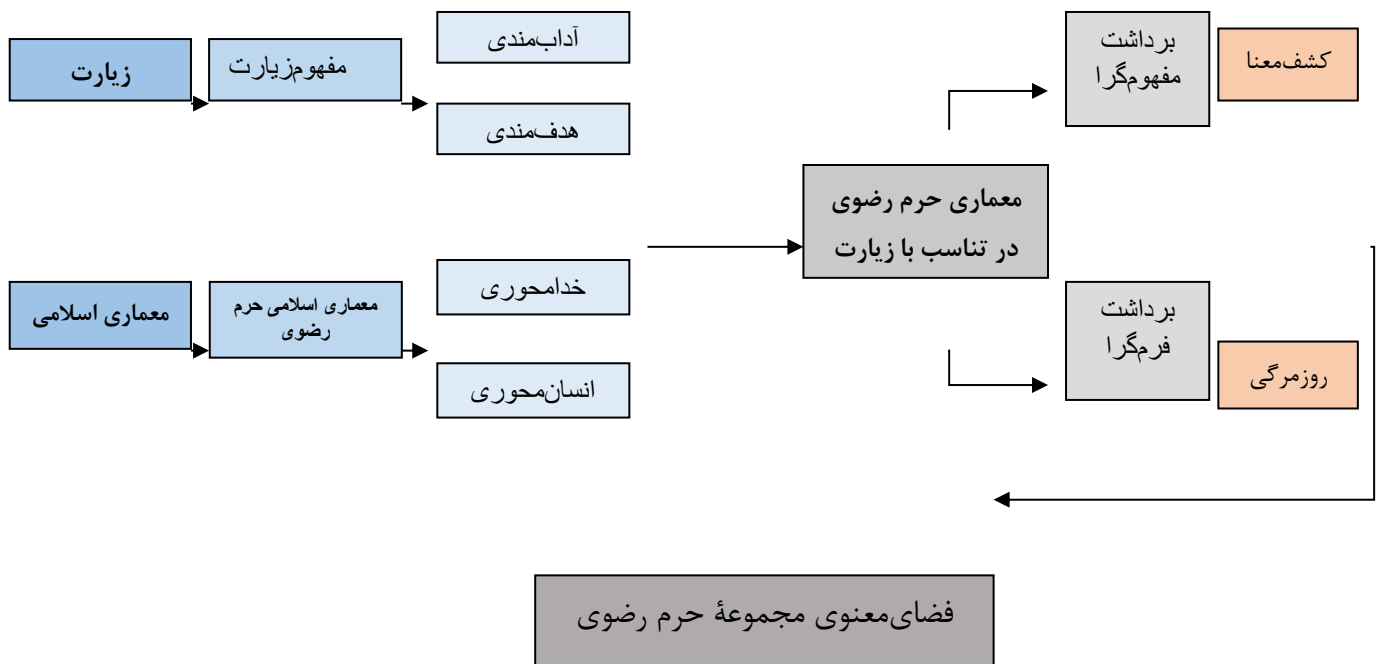 زیارت
مفهوم‌زیارت
آداب‌مندی
هدف‌مندی
معماری اسلامی
معماری اسلامی حرم
رضوی
خدامحوری
انسان‌محوری
معماری حرم رضوی
در تناسب با زیارت
برداشت
مفهوم‌گرا
کشف‌معنا
برداشت
فرم‌گرا
روزمرگی
فضای‌معنوی مجموعهٔ حرم رضوی